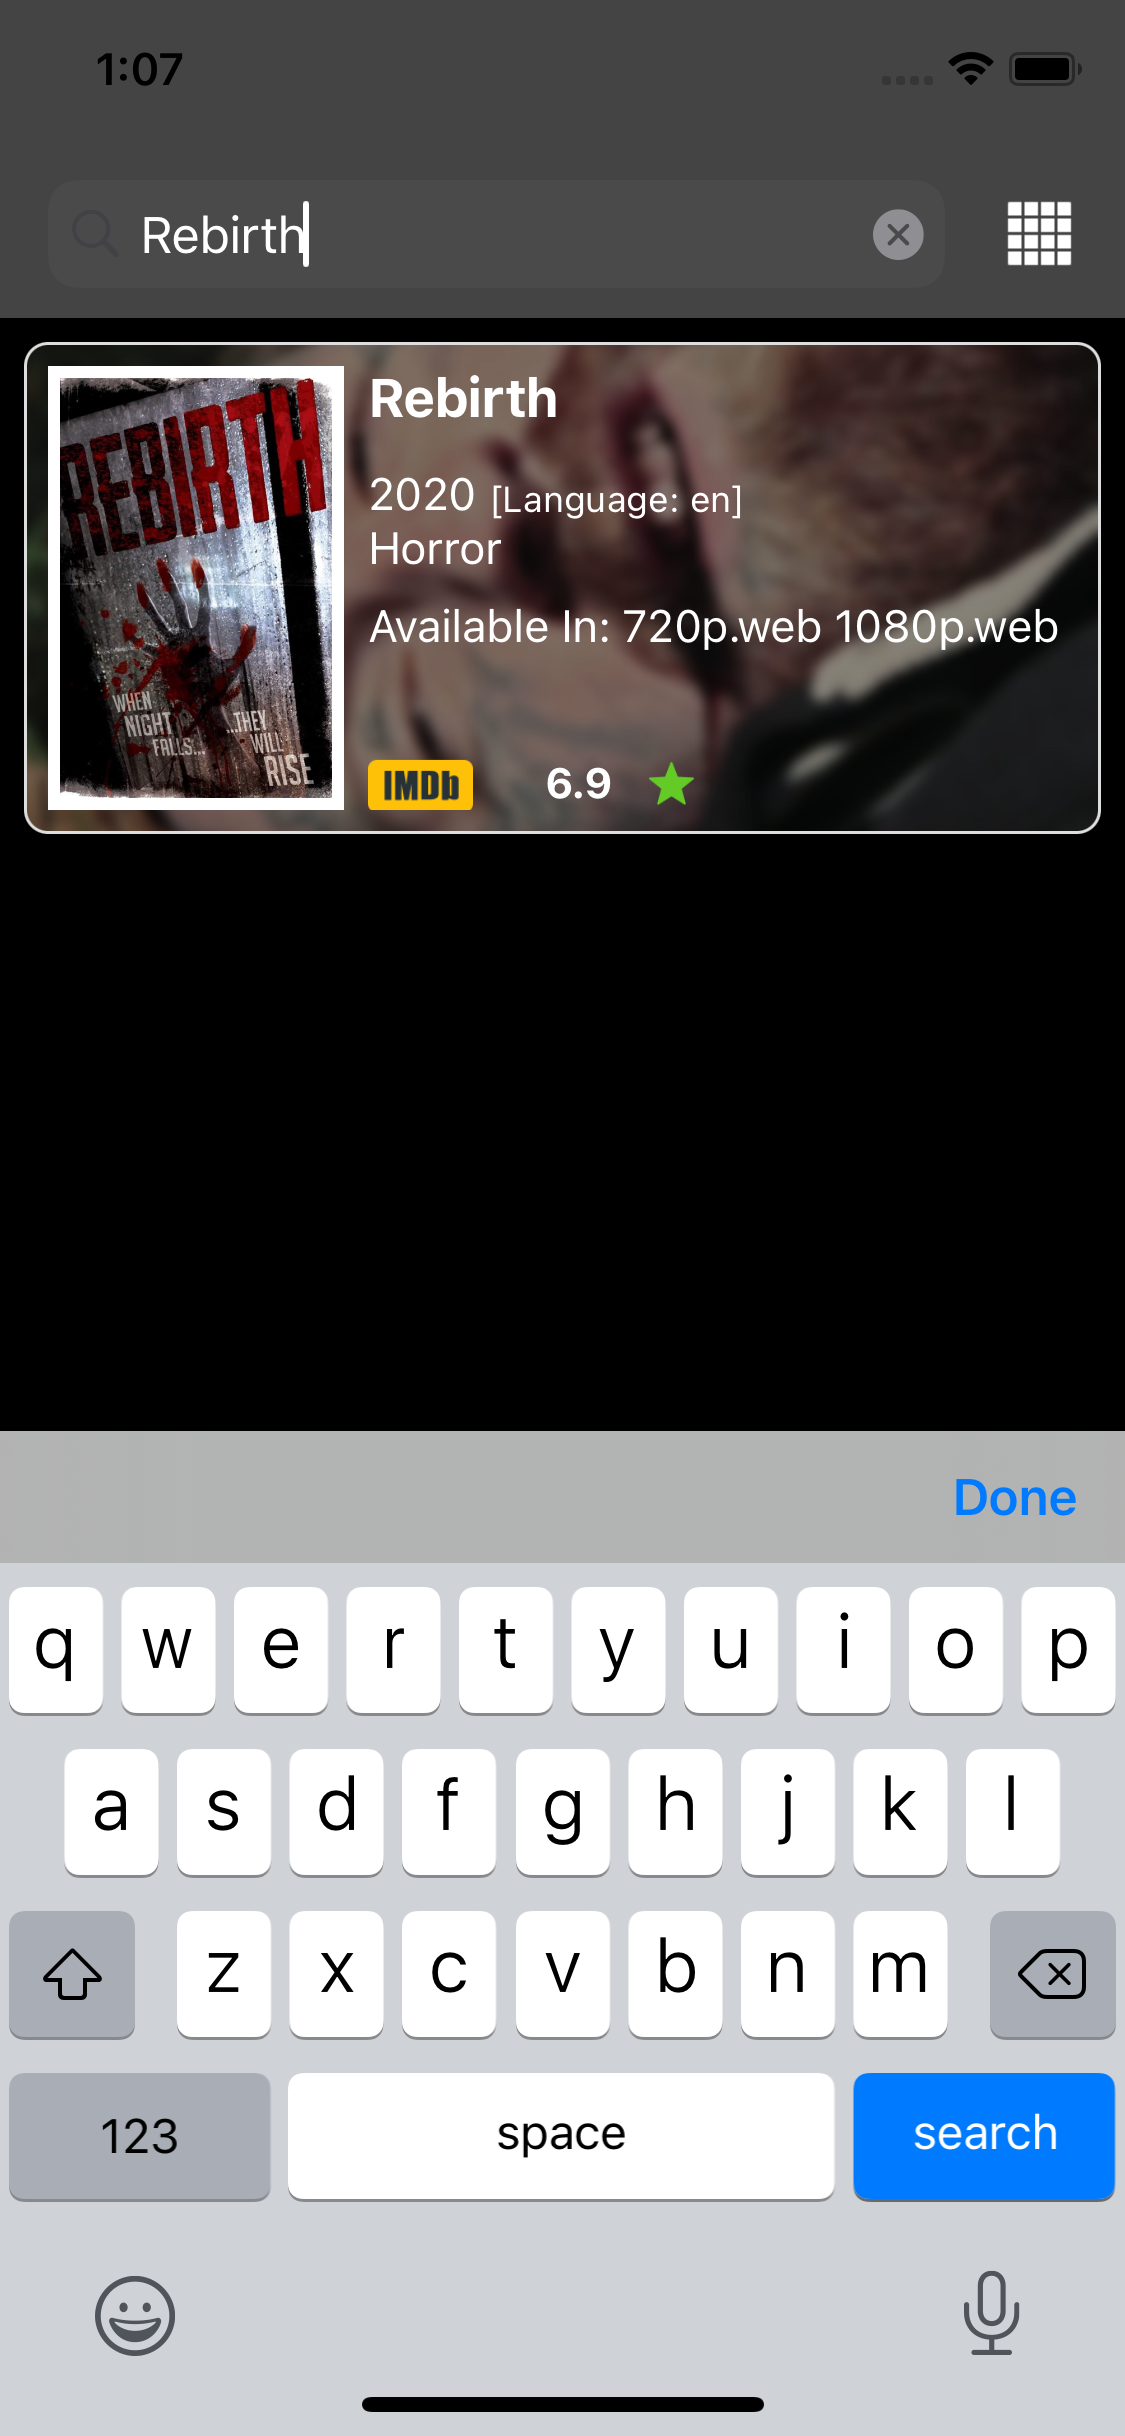 1:07
Rebirth
REBIRTH
WHEN
NIGHT
FALLS...
...THEY
WILL
RISE
Rebirth
2020 [Language: en]
Horror
Available In: 720p.web 1080p.web
IMDb 6.9
Done
q w e r t y u i o p
a s d f g h j k l
z x c v b n m
123 space search